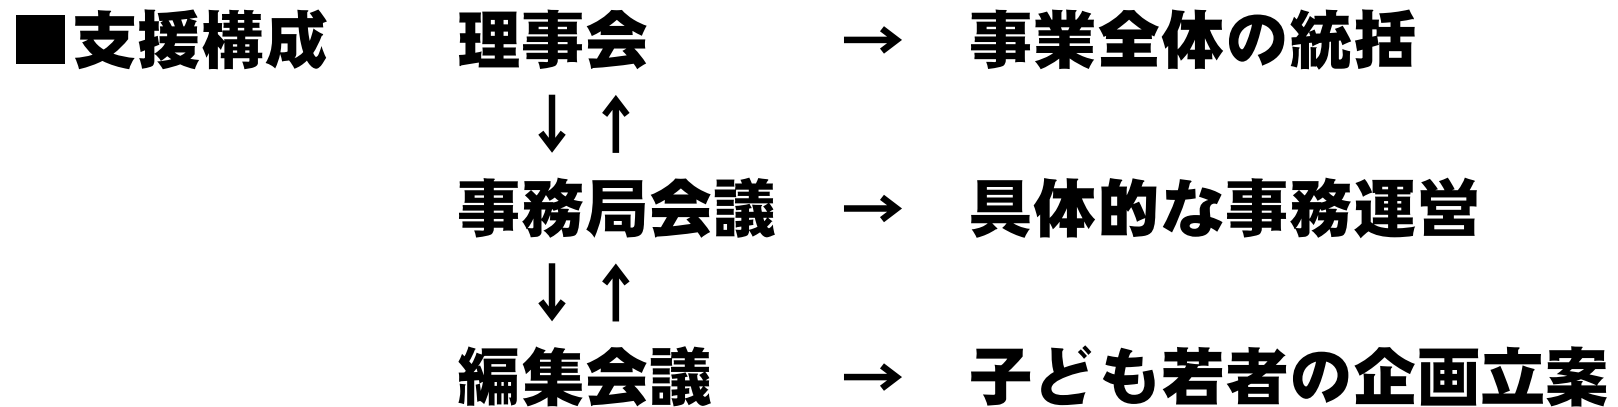 ■支援構成 理事会 → 事業全体の統括
↓ ↑
事務局会議 → 具体的な事務運営
↓ ↑
編集会議 → 子ども若者の企画立案